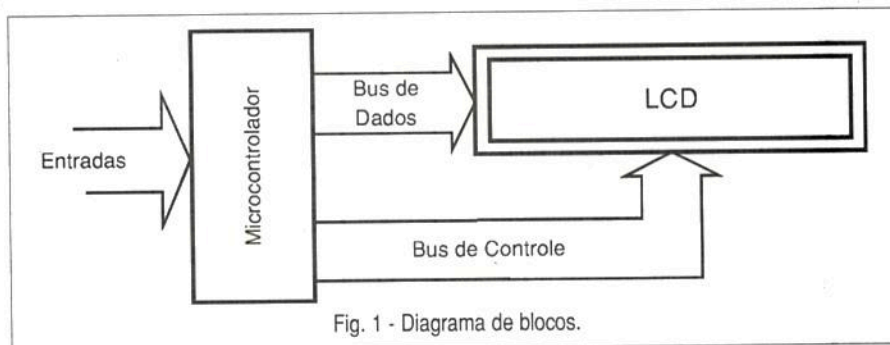 Entradas
Microcontrolador
Bus de
Dados
LCD
Bus de Controle
Fig. 1 - Diagrama de blocos.